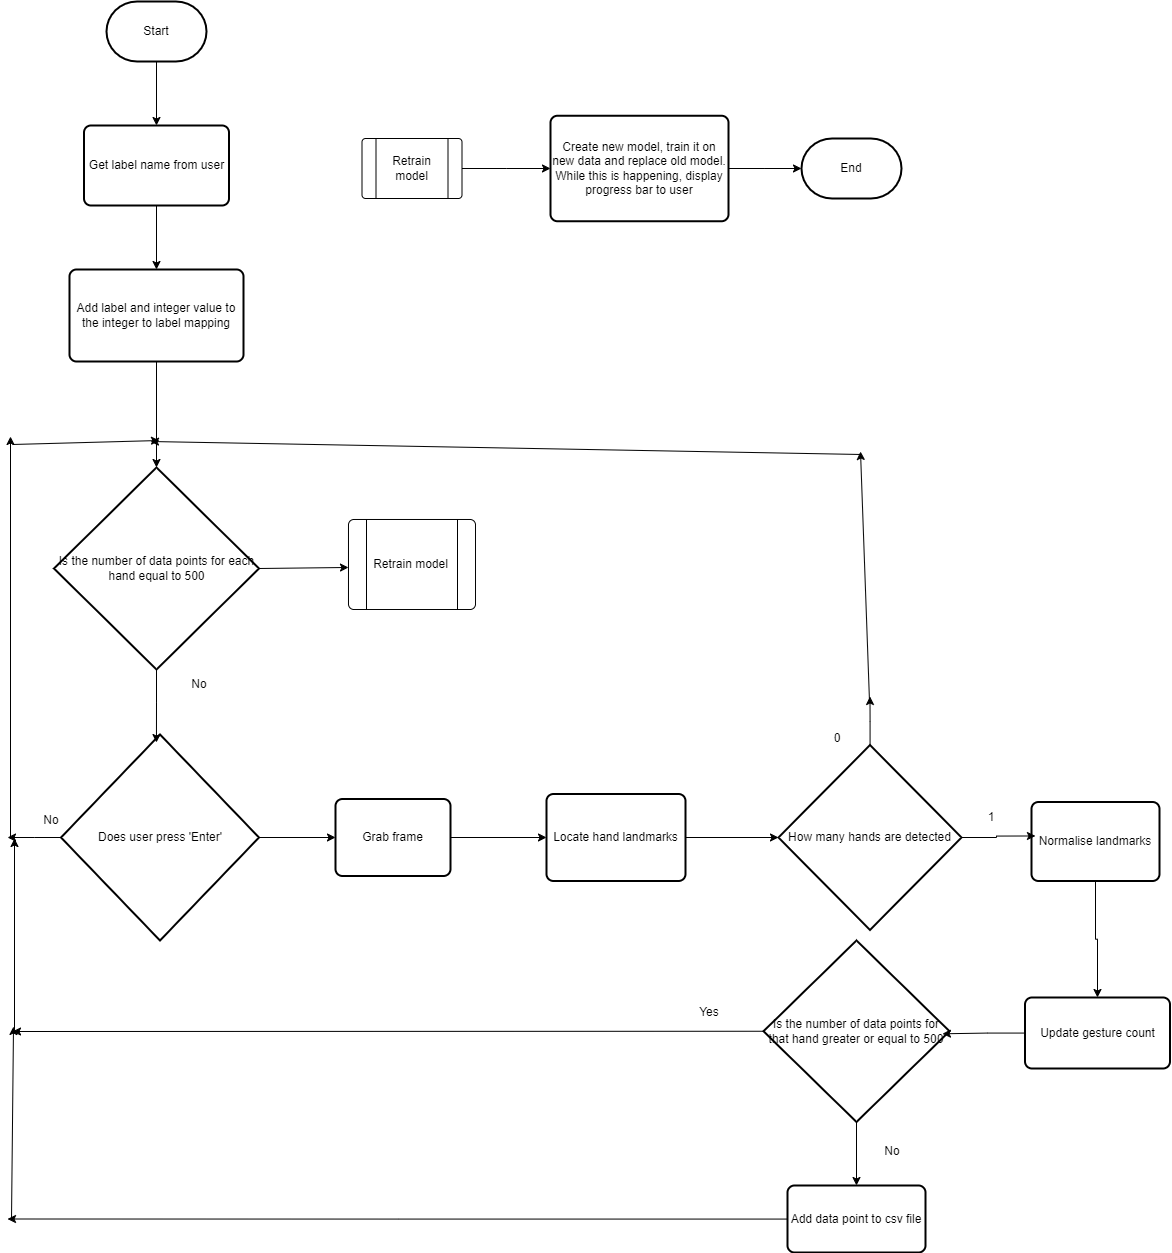 Start
Get label name from user
Retrain
model
Create new model, train it on
new data and replace old model.
While this is happening, display
progress bar to user
End
Add label and integer value to
the integer to label mapping
Is the number of data points for each
hand equal to 500
Retrain model
No
0
No
Does user press 'Enter'
Grab frame
Locate hand landmarks
How many hands are detected
1
Normalise landmarks
Yes
Is the number of data points for
that hand greater or equal to 500
Update gesture count
No
Add data point to csv file